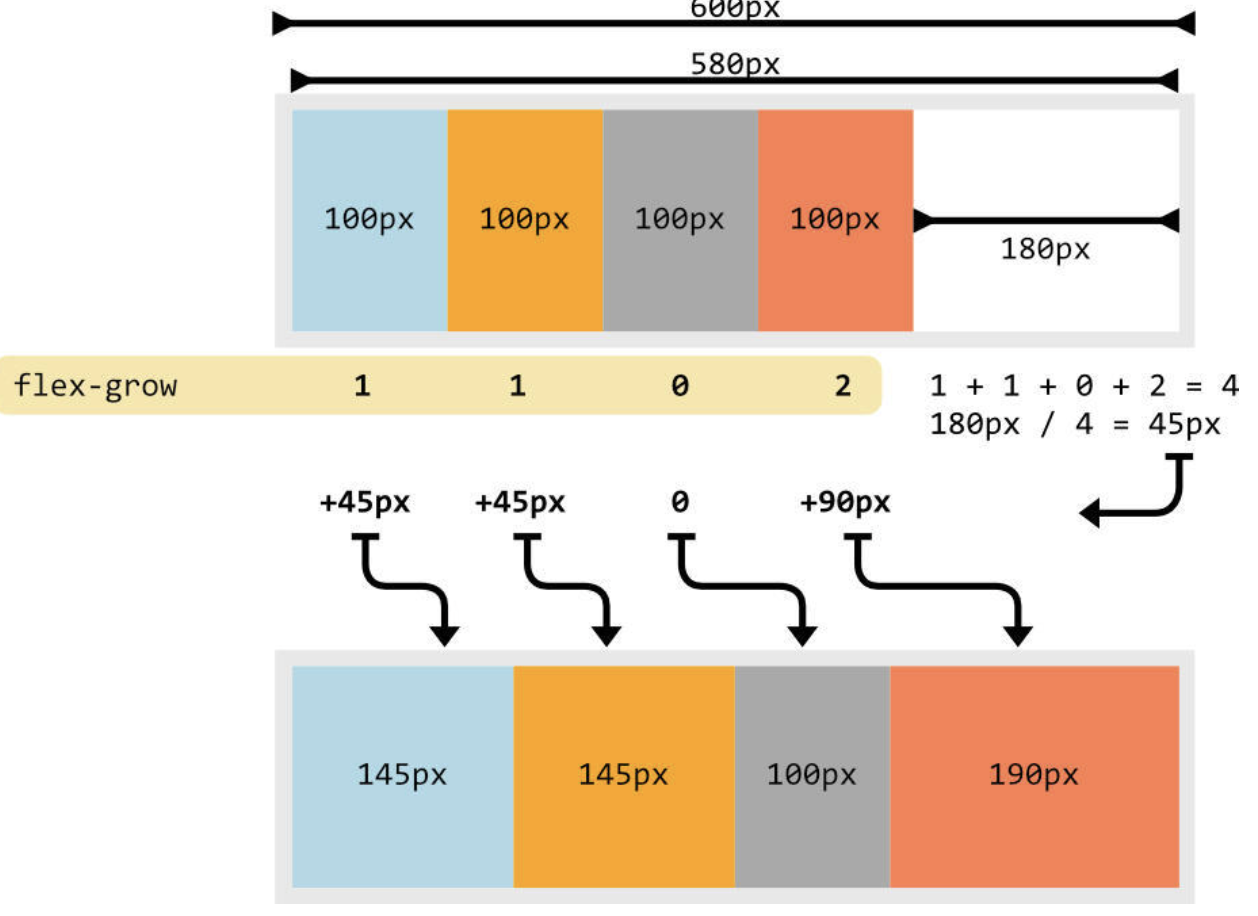 600px
580px
100px 100px 100px 100px
180px
flex-grow 1 1 0 2
1 + 1 + 0 + 2 = 4
180px / 4 = 45px
+45px +45px 0 +90px
145px 145px 100px 190px